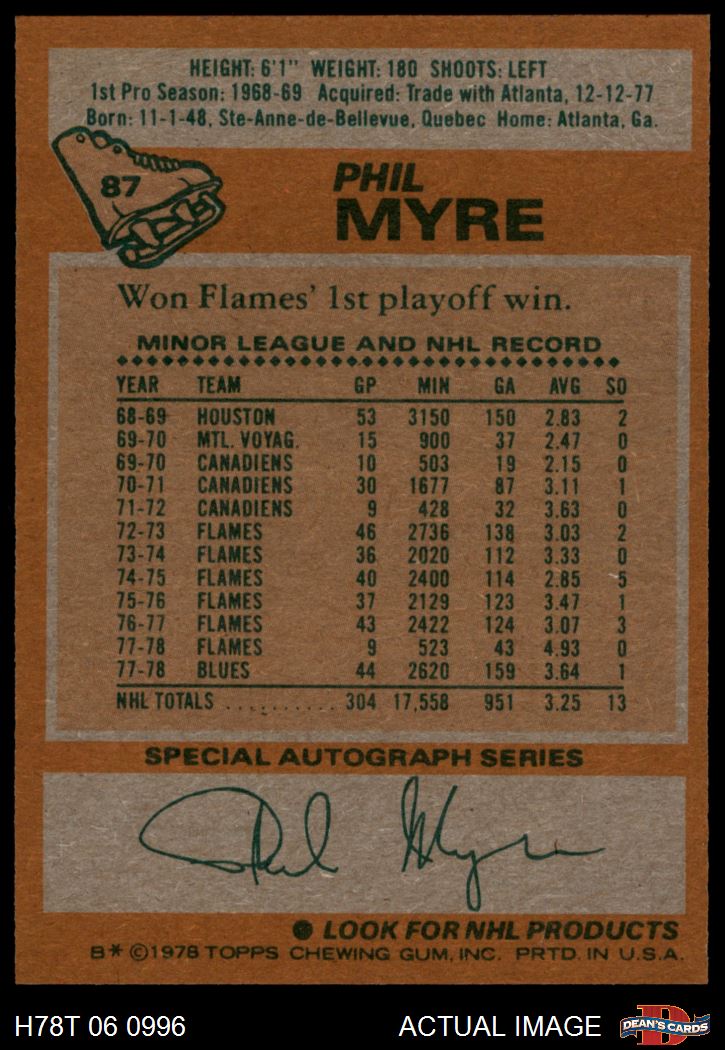 HEIGHT: 6'1" WEIGHT: 180 SHOOTS: LEFT
1st Pro Season: 1968-69 Acquired: Trade with Atlanta, 12-12-77
Born: 11-1-48, Ste-Anne-de-Bellevue, Quebec Home: Atlanta, Ga.
87
PHIL
MYRE
Won Flames' 1st playoff win.
MINOR LEAGUE AND NHL RECORD
YEAR TEAM GP MIN GA AVG SO
68-69 HOUSTON 53 3150 150 2.83 2
69-70 MTL. VOYAG. 15 900 37 2.47 0
69-70 CANADIENS 10 503 19 2.15 0
70-71 CANADIENS 30 1677 87 3.11 1
71-72 CANADIENS 9 428 32 3.63 0
72-73 FLAMES 46 2736 138 3.03 2
73-74 FLAMES 36 2020 112 3.33 0
74-75 FLAMES 40 2400 114 2.85 5
75-76 FLAMES 37 2129 123 3.47 1
76-77 FLAMES 43 2422 124 3.07 3
77-78 FLAMES 9 523 43 4.93 0
77-78 BLUES 44 2620 159 3.64 1
NHL TOTALS .......... 304 17,558 951 3.25 13
SPECIAL AUTOGRAPH SERIES
Phil Myre
LOOK FOR NHL PRODUCTS
B* ©1978 TOPPS CHEWING GUM, INC. PRTD. IN U.S.A.
H78T 06 0996 ACTUAL IMAGE DEAN'S CARDS